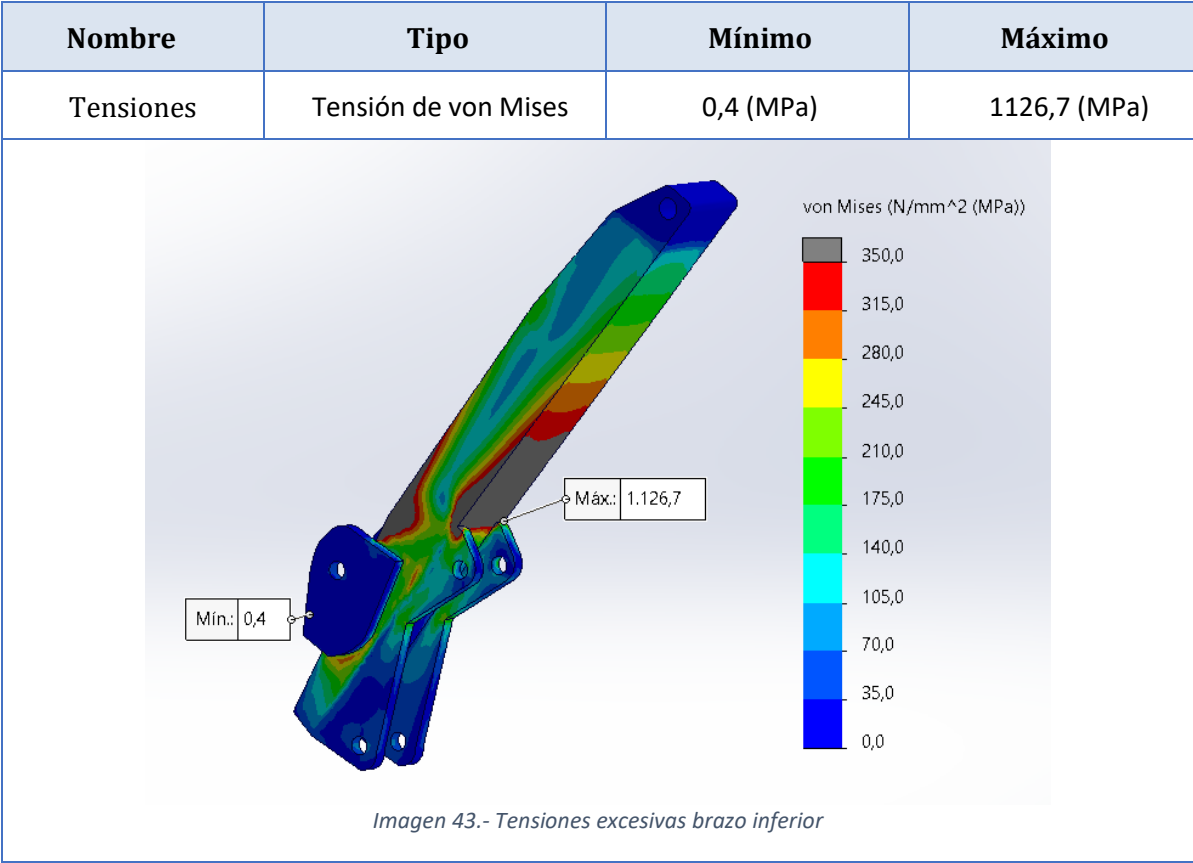 Nombre Tipo Mínimo Máximo
Tensiones Tensión de von Mises 0,4 (MPa) 1126,7 (MPa)
von Mises (N/mm^2 (MPa))
350,0
315,0
280,0
245,0
210,0
175,0
140,0
105,0
70,0
35,0
0,0
Máx.: 1.126,7
Mín.: 0,4
Imagen 43.- Tensiones excesivas brazo inferior